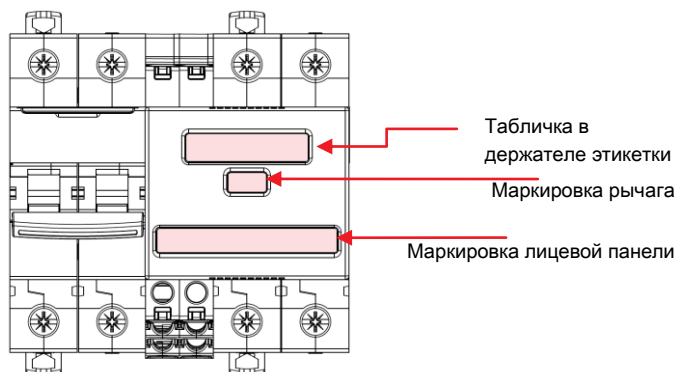 Табличка в
держателе этикетки
Маркировка рычага
Маркировка лицевой панели